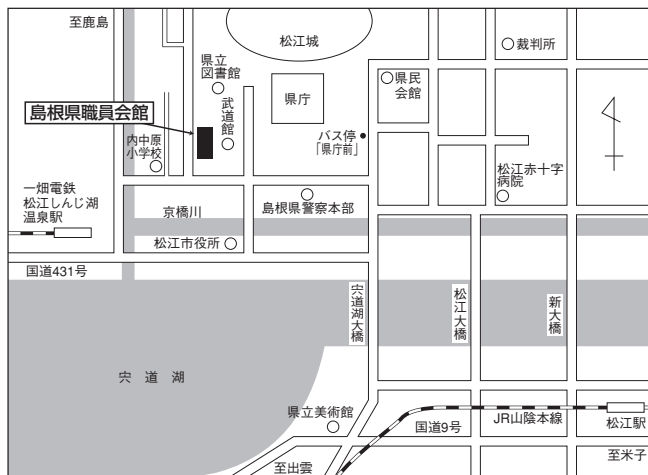 至鹿島
松江城
裁判所
県立
図書館
県民
会館
県庁
島根県職員会館
武道館
バス停
「県庁前」
内中原
小学校
松江赤十字
病院
一畑電鉄
松江しんじ湖
温泉駅
京橋川
島根県警察本部
松江市役所
国道431号
宍道湖大橋
松江大橋
新大橋
宍道湖
県立美術館
国道9号
JR山陰本線
松江駅
至出雲
至米子